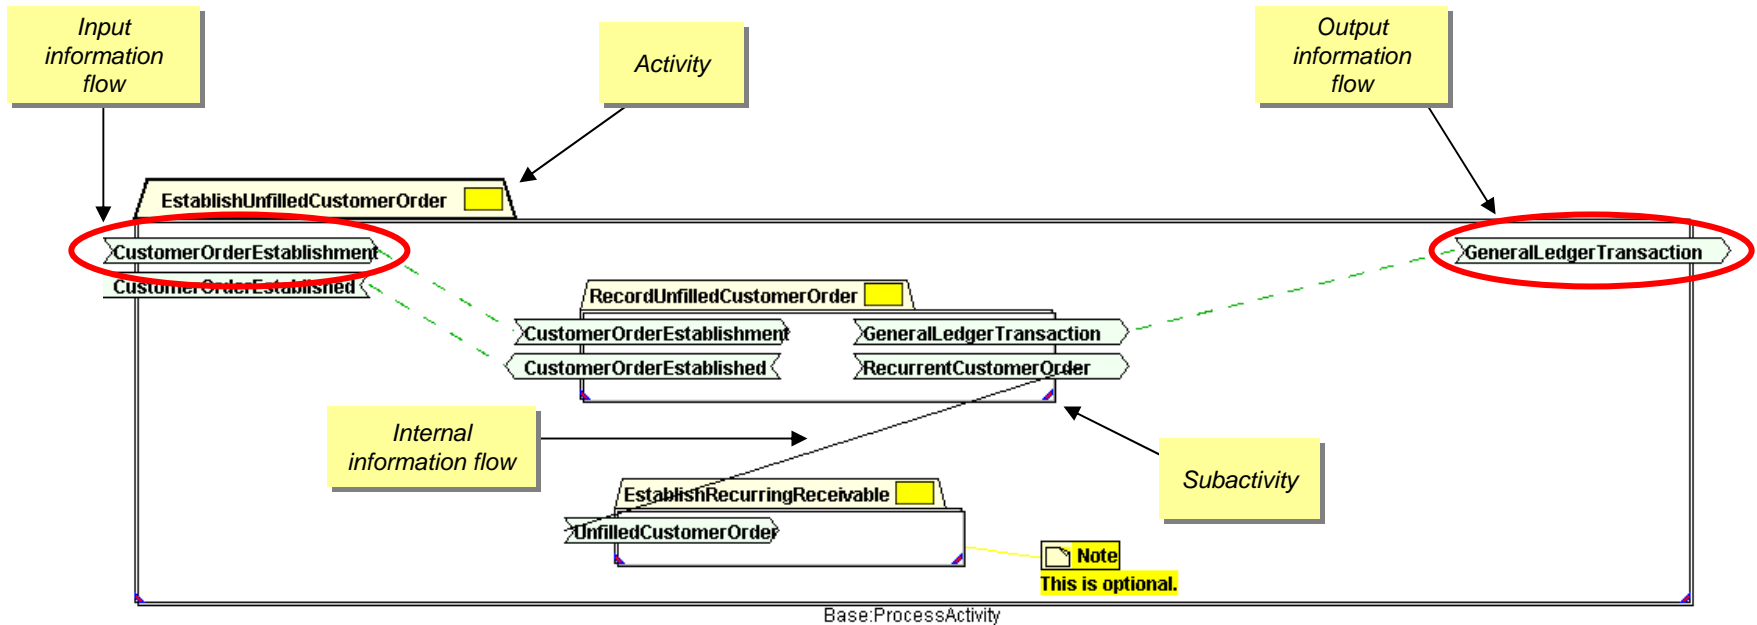 Input
information
flow
Activity
Output
information
flow
EstablishUnfilledCustomerOrder
CustomerOrderEstablishment
GeneralLedgerTransaction
CustomerOrderEstablished
RecordUnfilledCustomerOrder
CustomerOrderEstablishment
GeneralLedgerTransaction
CustomerOrderEstablished
RecurrentCustomerOrder
Internal
information flow
Subactivity
EstablishRecurringReceivable
UnfilledCustomerOrder
Note
This is optional.
Base:ProcessActivity